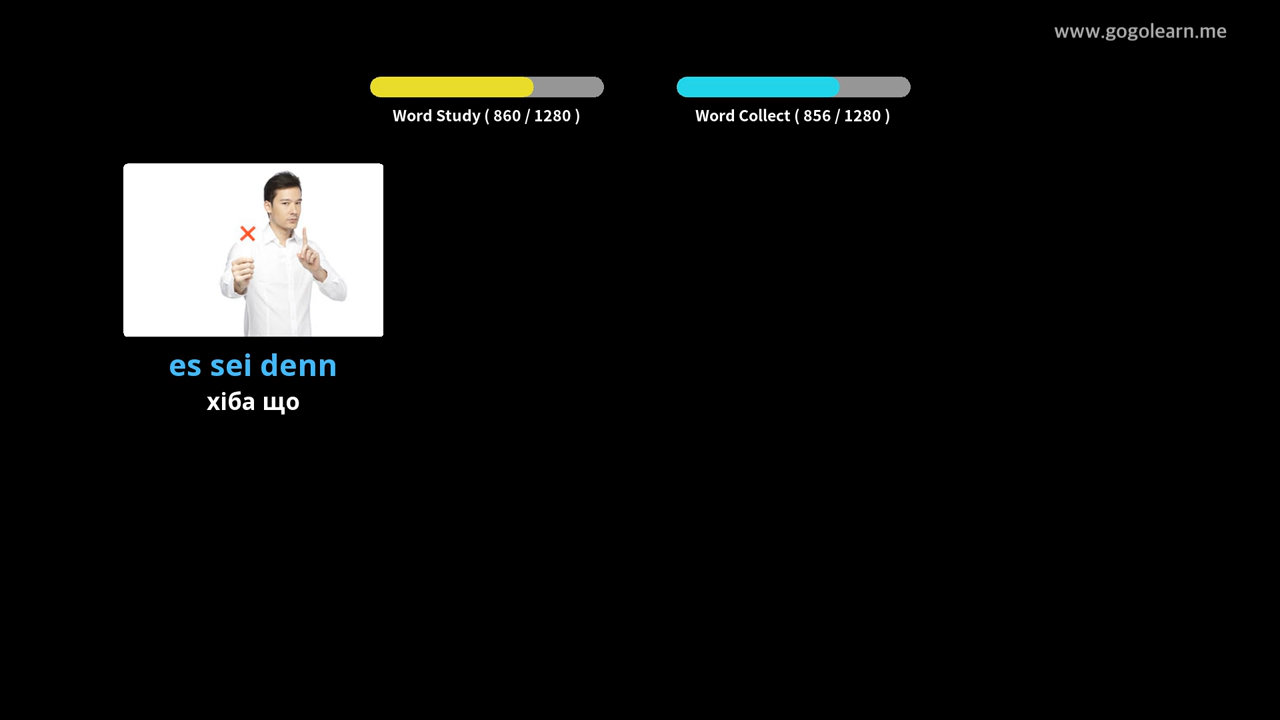 www.gogolearn.me
Word Study ( 860 / 1280 )
Word Collect ( 856 / 1280 )
es sei denn
хіба що